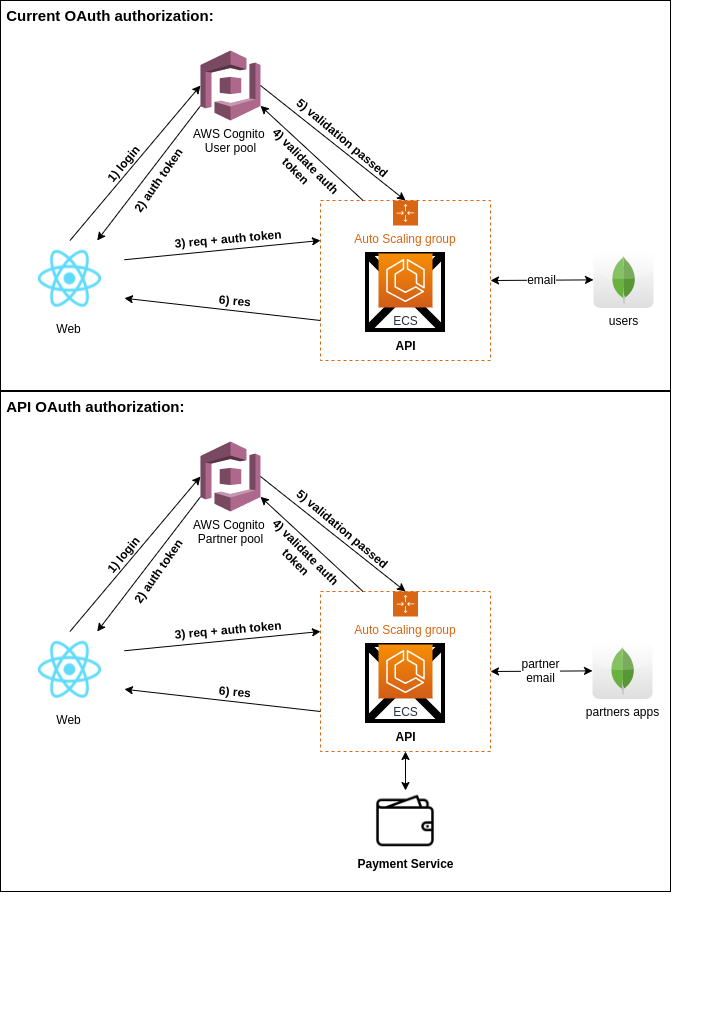 Current OAuth authorization:
AWS Cognito
User pool
1) login
2) auth token
5) validation passed
4) validate auth
token
3) req + auth token
6) res
Web
Auto Scaling group
ECS
API
email
users
API OAuth authorization:
AWS Cognito
Partner pool
1) login
2) auth token
5) validation passed
4) validate auth
token
3) req + auth token
6) res
Web
Auto Scaling group
ECS
API
partner
email
partners apps
Payment Service